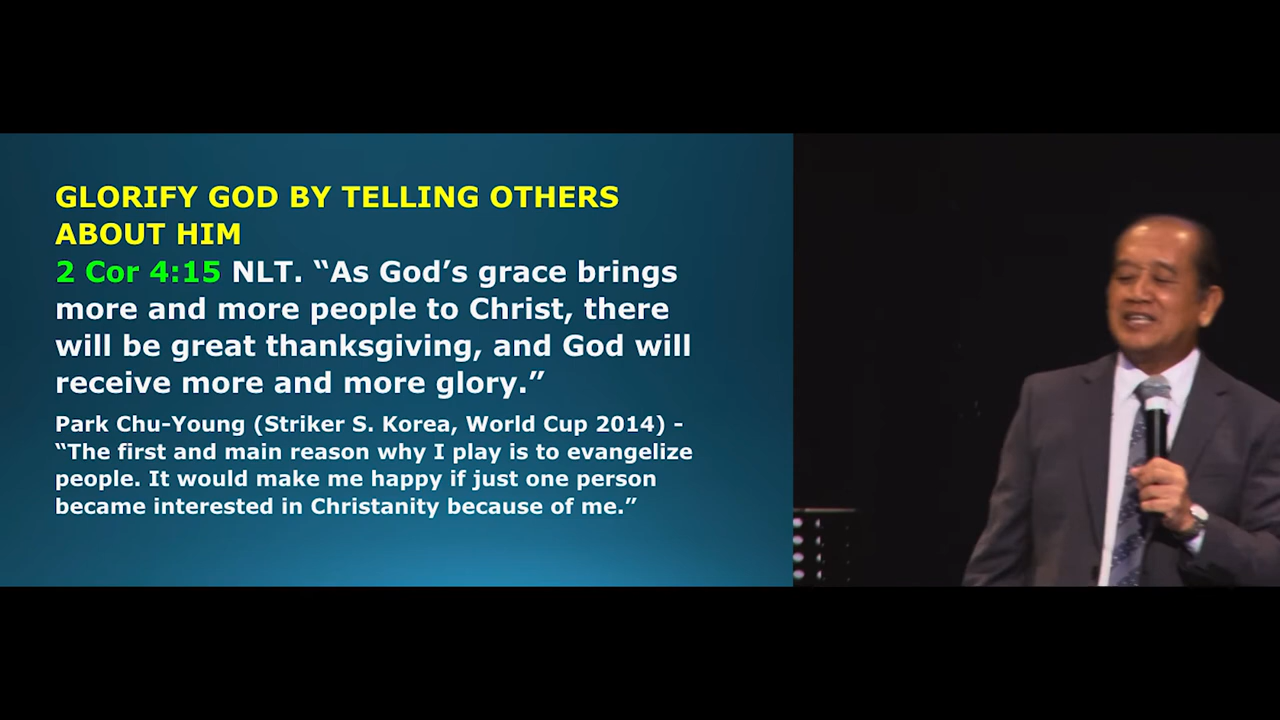 GLORIFY GOD BY TELLING OTHERS
ABOUT HIM
2 Cor 4:15 NLT. “As God’s grace brings
more and more people to Christ, there
will be great thanksgiving, and God will
receive more and more glory.”
Park Chu-Young (Striker S. Korea, World Cup 2014) -
“The first and main reason why I play is to evangelize
people. It would make me happy if just one person
became interested in Christanity because of me.”